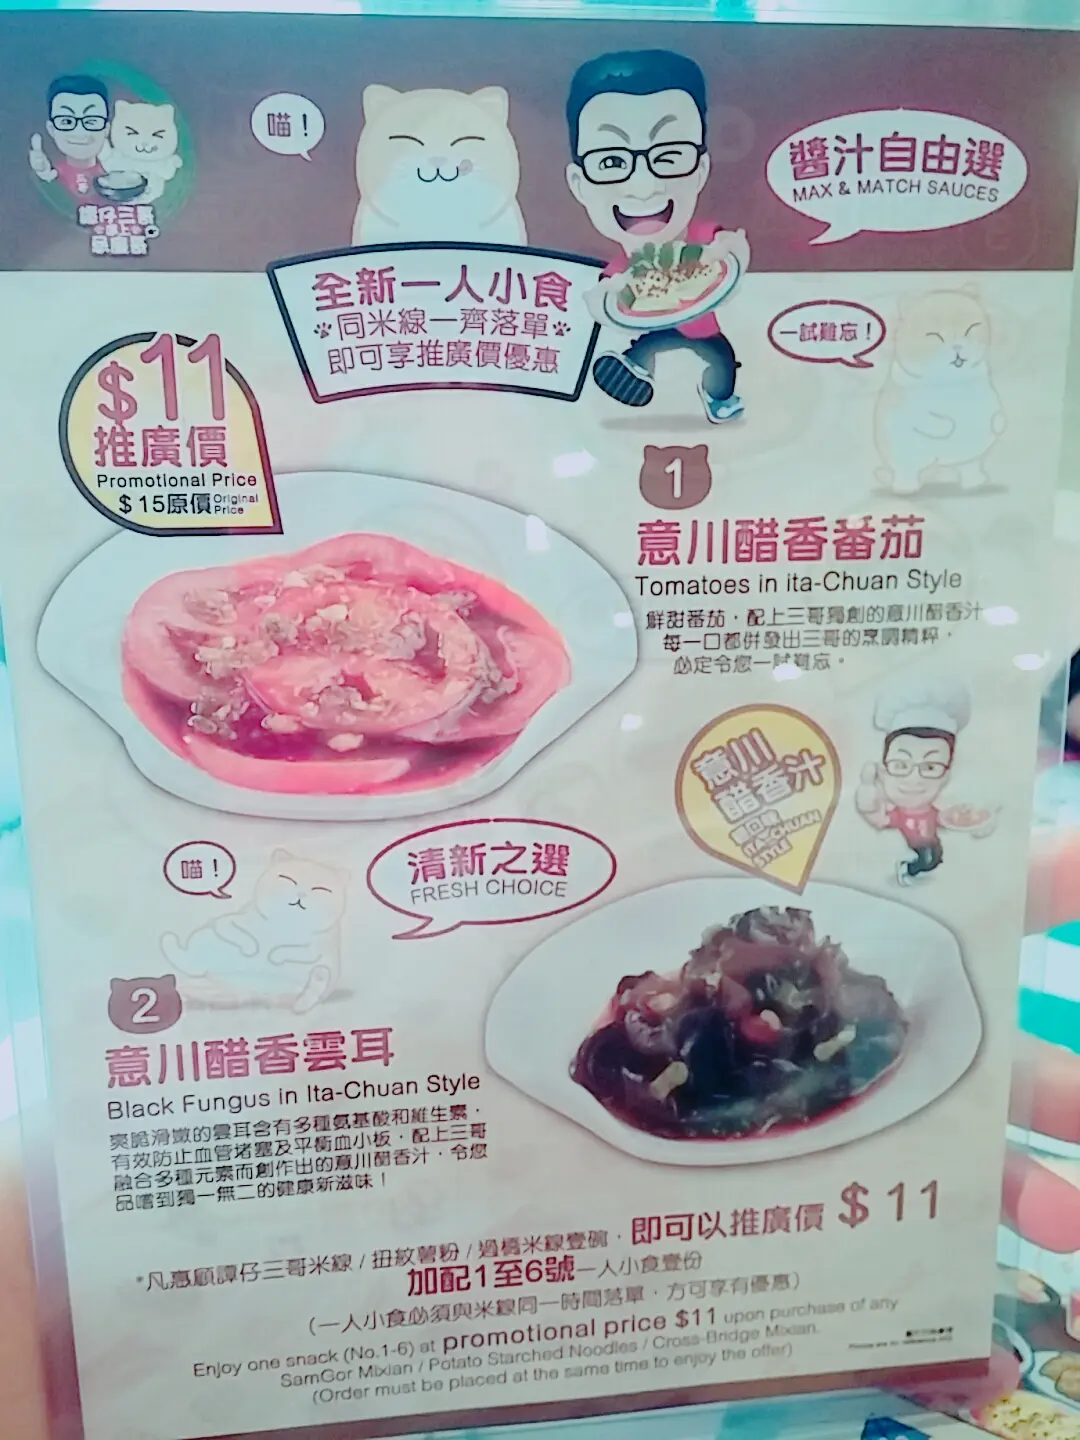 喵！
醬汁自由選
MAX & MATCH SAUCES
全新一人小食
同米線一齊落單
即可享推廣價優惠
一試難忘！
$11
推廣價
Promotional Price
$15原價 Original Price
1
意川醋香番茄
Tomatoes in ita-Chuan Style
鮮甜蕃茄，配上三哥獨創的意川醋香汁
每一口都併發出三哥的烹調精粹，
必定令您一試難忘。
意川
醋香汁
ITA-CHUAN
STYLE
喵！
清新之選
FRESH CHOICE
2
意川醋香雲耳
Black Fungus in Ita-Chuan Style
爽脆滑嫩的雲耳含有多種氨基酸和維生素，
有效防止血管堵塞及平衡血小板，配上三哥
融合多種元素而創作出的意川醋香汁，令您
品嚐到獨一無二的健康新滋味！
*凡惠顧譚仔三哥米線 / 扭紋薯粉 / 過橋米線壹碗，即可以推廣價 $11
加配1至6號一人小食壹份
(一人小食必須與米線同一時間落單，方可享有優惠)
Enjoy one snack (No.1-6) at promotional price $11 upon purchase of any
SamGor Mixian / Potato Starched Noodles / Cross-Bridge Mixian.
(Order must be placed at the same time to enjoy the offer)